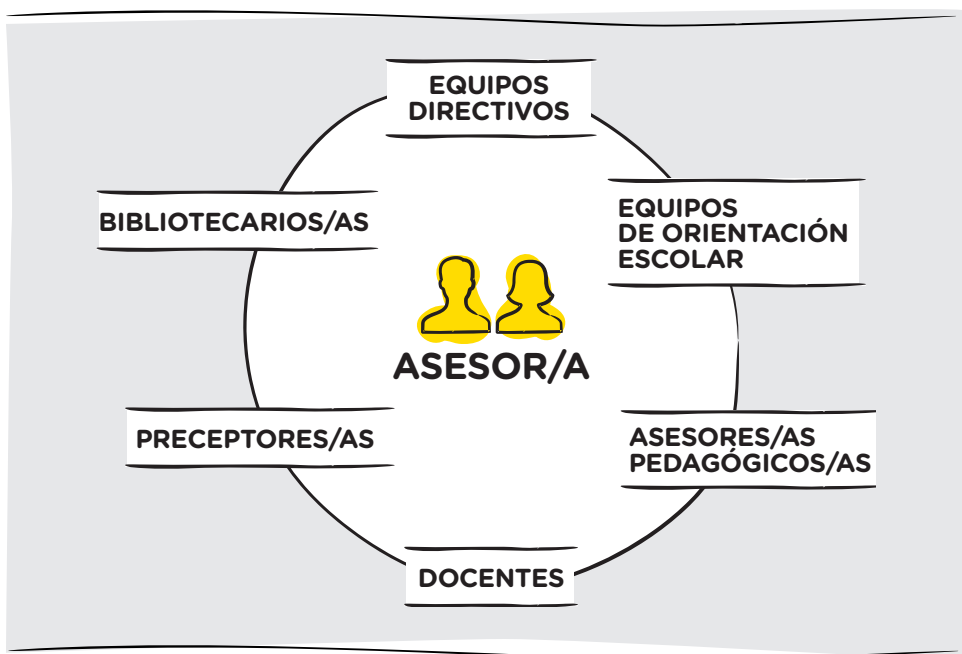 EQUIPOS
DIRECTIVOS
BIBLIOTECARIOS/AS
EQUIPOS
DE ORIENTACIÓN
ESCOLAR
ASESOR/A
PRECEPTORES/AS
ASESORES/AS
PEDAGÓGICOS/AS
DOCENTES